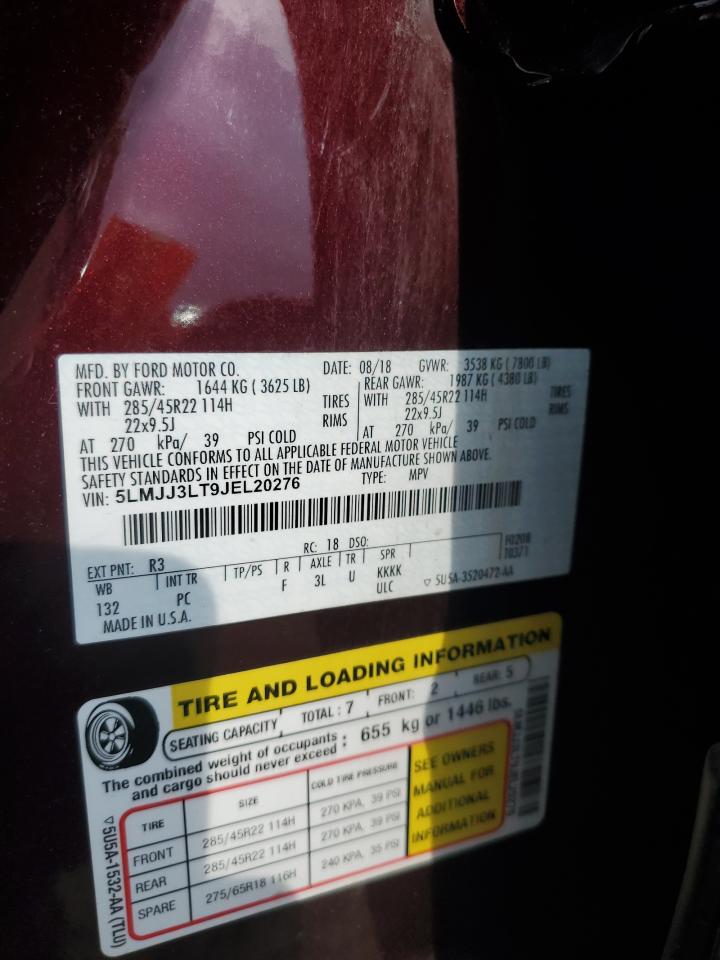 MFD. BY FORD MOTOR CO. DATE: 08/18 GVWR: 3538 KG ( 7800 LB)
FRONT GAWR: 1644 KG ( 3625 LB) REAR GAWR: 1987 KG ( 4380 LB)
WITH 285/45R22 114H TIRES WITH 285/45R22 114H TIRES
22x9.5J RIMS 22x9.5J RIMS
AT 270 kPa/ 39 PSI COLD AT 270 kPa/ 39 PSI COLD
THIS VEHICLE CONFORMS TO ALL APPLICABLE FEDERAL MOTOR VEHICLE
SAFETY STANDARDS IN EFFECT ON THE DATE OF MANUFACTURE SHOWN ABOVE.
VIN: 5LMJJ3LT9JEL20276 TYPE: MPV
EXT PNT: R3 RC: 18 DSO: F0208
WB INT TR TP/PS R AXLE TR SPR 70371
132 PC F 3L U KKKK
ULC
MADE IN U.S.A. 5U5A-3520472-AA
TIRE AND LOADING INFORMATION
SEATING CAPACITY TOTAL : 7 FRONT: 2 REAR: 5
The combined weight of occupants
and cargo should never exceed : 655 kg or 1446 lbs.
TIRE SIZE COLD TIRE PRESSURE
FRONT 285/45R22 114H 270 KPA, 39 PSI
REAR 285/45R22 114H 270 KPA, 39 PSI
SPARE 275/65R18 116H 240 KPA, 35 PSI
SEE OWNERS
MANUAL FOR
ADDITIONAL
INFORMATION
5U5A-1532-AA (TLU)